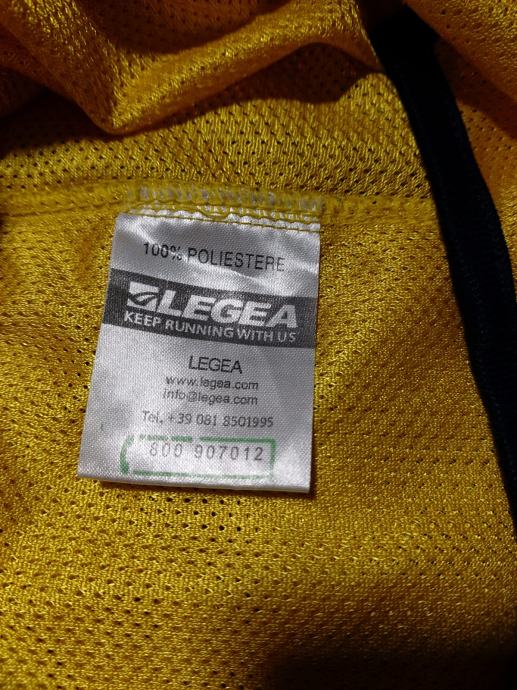 100% POLIESTERE
LEGEA
KEEP RUNNING WITH US
LEGEA
www.legea.com
info@legea.com
Tel. +39 081 8501995
800 907012